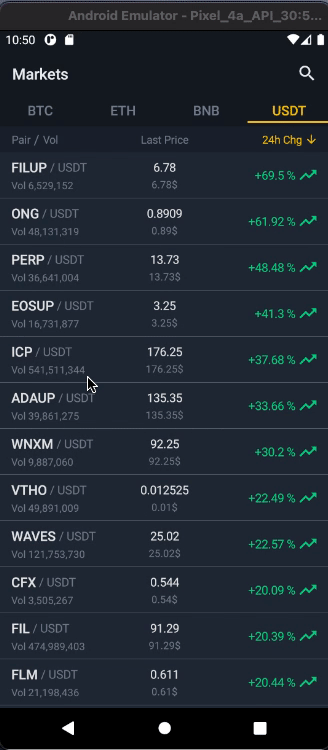 Android Emulator - Pixel_4a_API_30:5...
10:50
Markets
BTC ETH BNB USDT
Pair / Vol Last Price 24h Chg
FILUP / USDT 6.78 +69.5 %
Vol 6,529,152 6.78$
ONG / USDT 0.8909 +61.92 %
Vol 48,131,319 0.89$
PERP / USDT 13.73 +48.48 %
Vol 36,641,004 13.73$
EOSUP / USDT 3.25 +41.3 %
Vol 16,731,877 3.25$
ICP / USDT 176.25 +37.68 %
Vol 541,511,344 176.25$
ADAUP / USDT 135.35 +33.66 %
Vol 39,861,275 135.35$
WNXM / USDT 92.25 +30.2 %
Vol 9,887,060 92.25$
VTHO / USDT 0.012525 +22.49 %
Vol 49,891,009 0.01$
WAVES / USDT 25.02 +22.57 %
Vol 121,753,730 25.02$
CFX / USDT 0.544 +20.09 %
Vol 3,505,267 0.54$
FIL / USDT 91.29 +20.39 %
Vol 474,989,403 91.29$
FLM / USDT 0.611 +20.44 %
Vol 21,198,436 0.61$